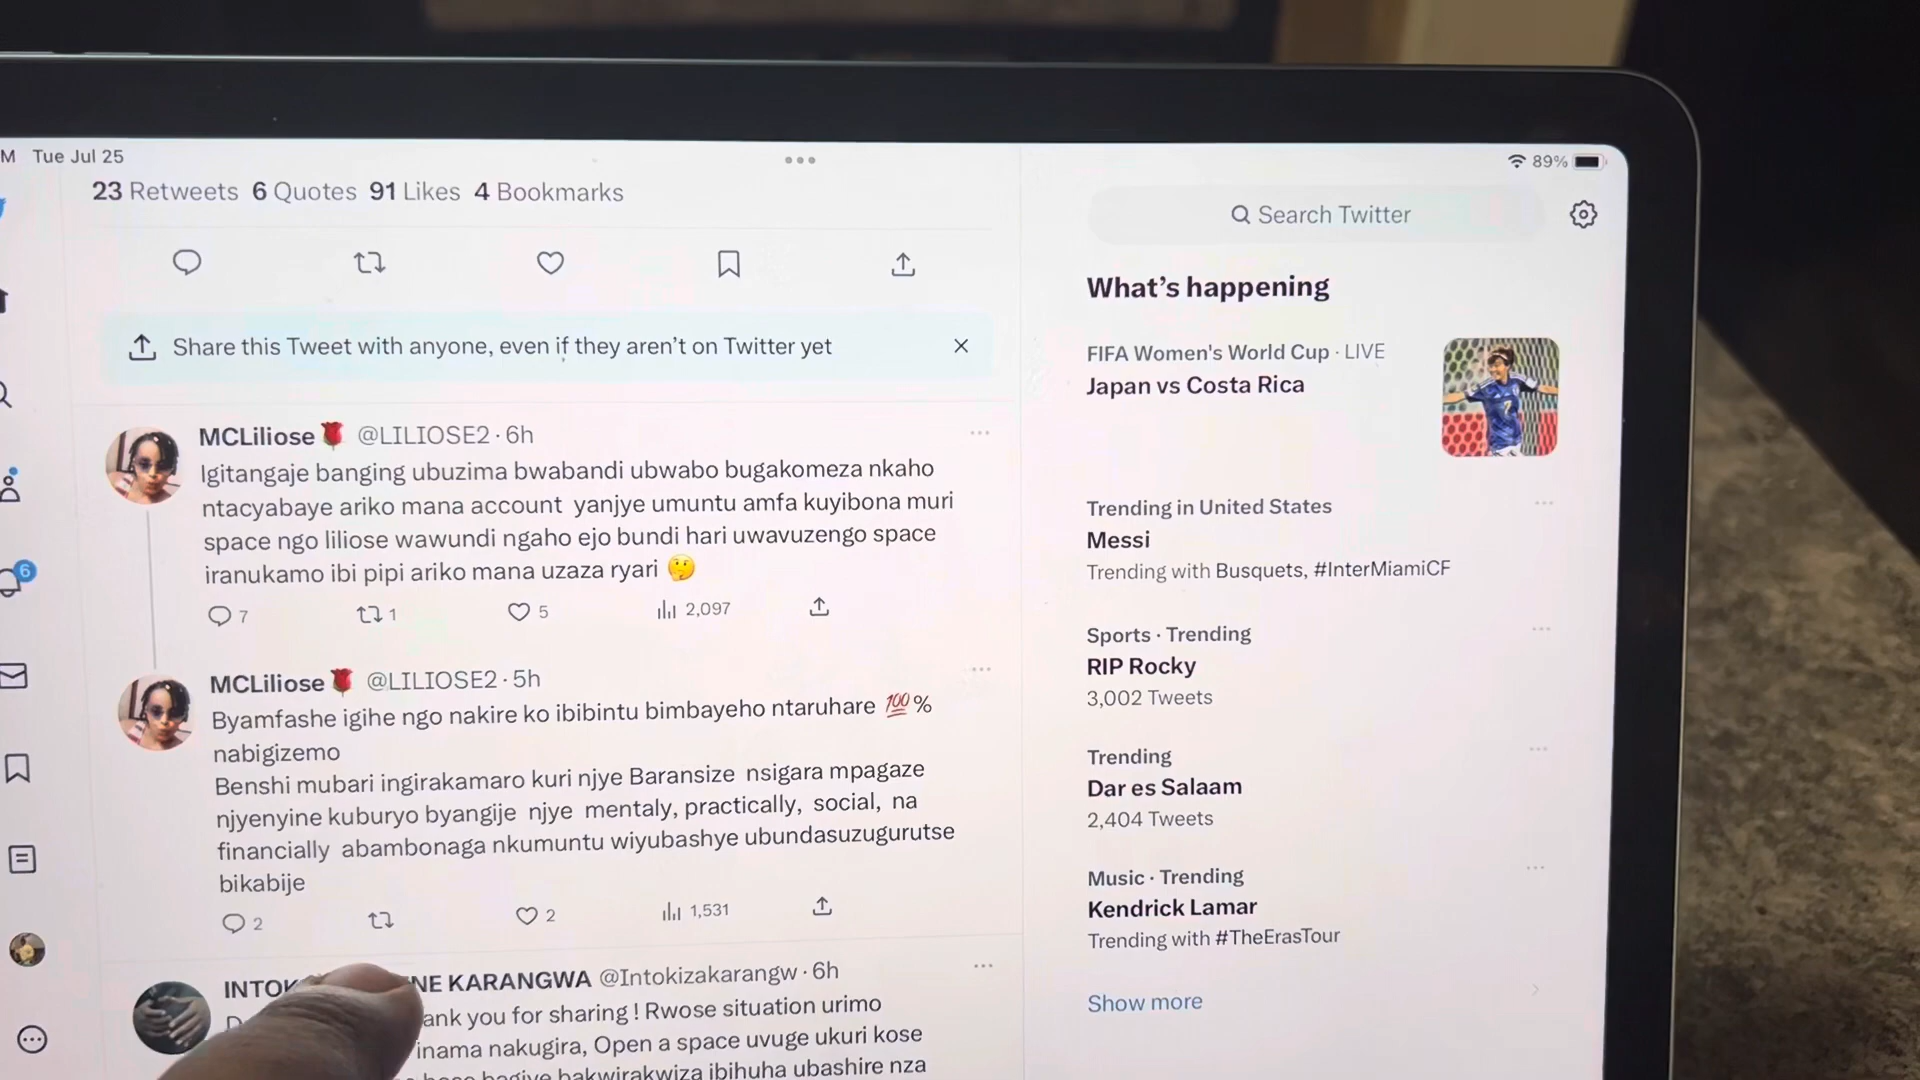 M Tue Jul 25
89%
23 Retweets 6 Quotes 91 Likes 4 Bookmarks
Share this Tweet with anyone, even if they aren't on Twitter yet
MCLiliose🌹 @LILIOSE2 · 6h
Igitangaje banging ubuzima bwabandi ubwabo bugakomeza nkaho
ntacyabaye ariko mana account yanjye umuntu amfa kuyibona muri
space ngo liliose wawundi ngaho ejo bundi hari uwavuzengo space
iranukamo ibi pipi ariko mana uzaza ryari 🤔
7 1 5 2,097
MCLiliose🌹 @LILIOSE2 · 5h
Byamfashe igihe ngo nakire ko ibibintu bimbayeho ntaruhare 💯%
nabigizemo
Benshi mubari ingirakamaro kuri njye Baransize nsigara mpagaze
njyenyine kuburyo byangije njye mentaly, practically, social, na
financially abambonaga nkumuntu wiyubashye ubundasuzugurutse
bikabije
2 2 1,531
KARANGWA @Intokizakarangw · 6h
you for sharing ! Rwose situation urimo
inama nakugira, Open a space uvuge ukuri kose
bagiye bakwirakwiza ibihuha ubashire nza
6
Search Twitter
What's happening
FIFA Women's World Cup · LIVE
Japan vs Costa Rica
Trending in United States
Messi
Trending with Busquets, #InterMiamiCF
Sports · Trending
RIP Rocky
3,002 Tweets
Trending
Dar es Salaam
2,404 Tweets
Music · Trending
Kendrick Lamar
Trending with #TheErasTour
Show more